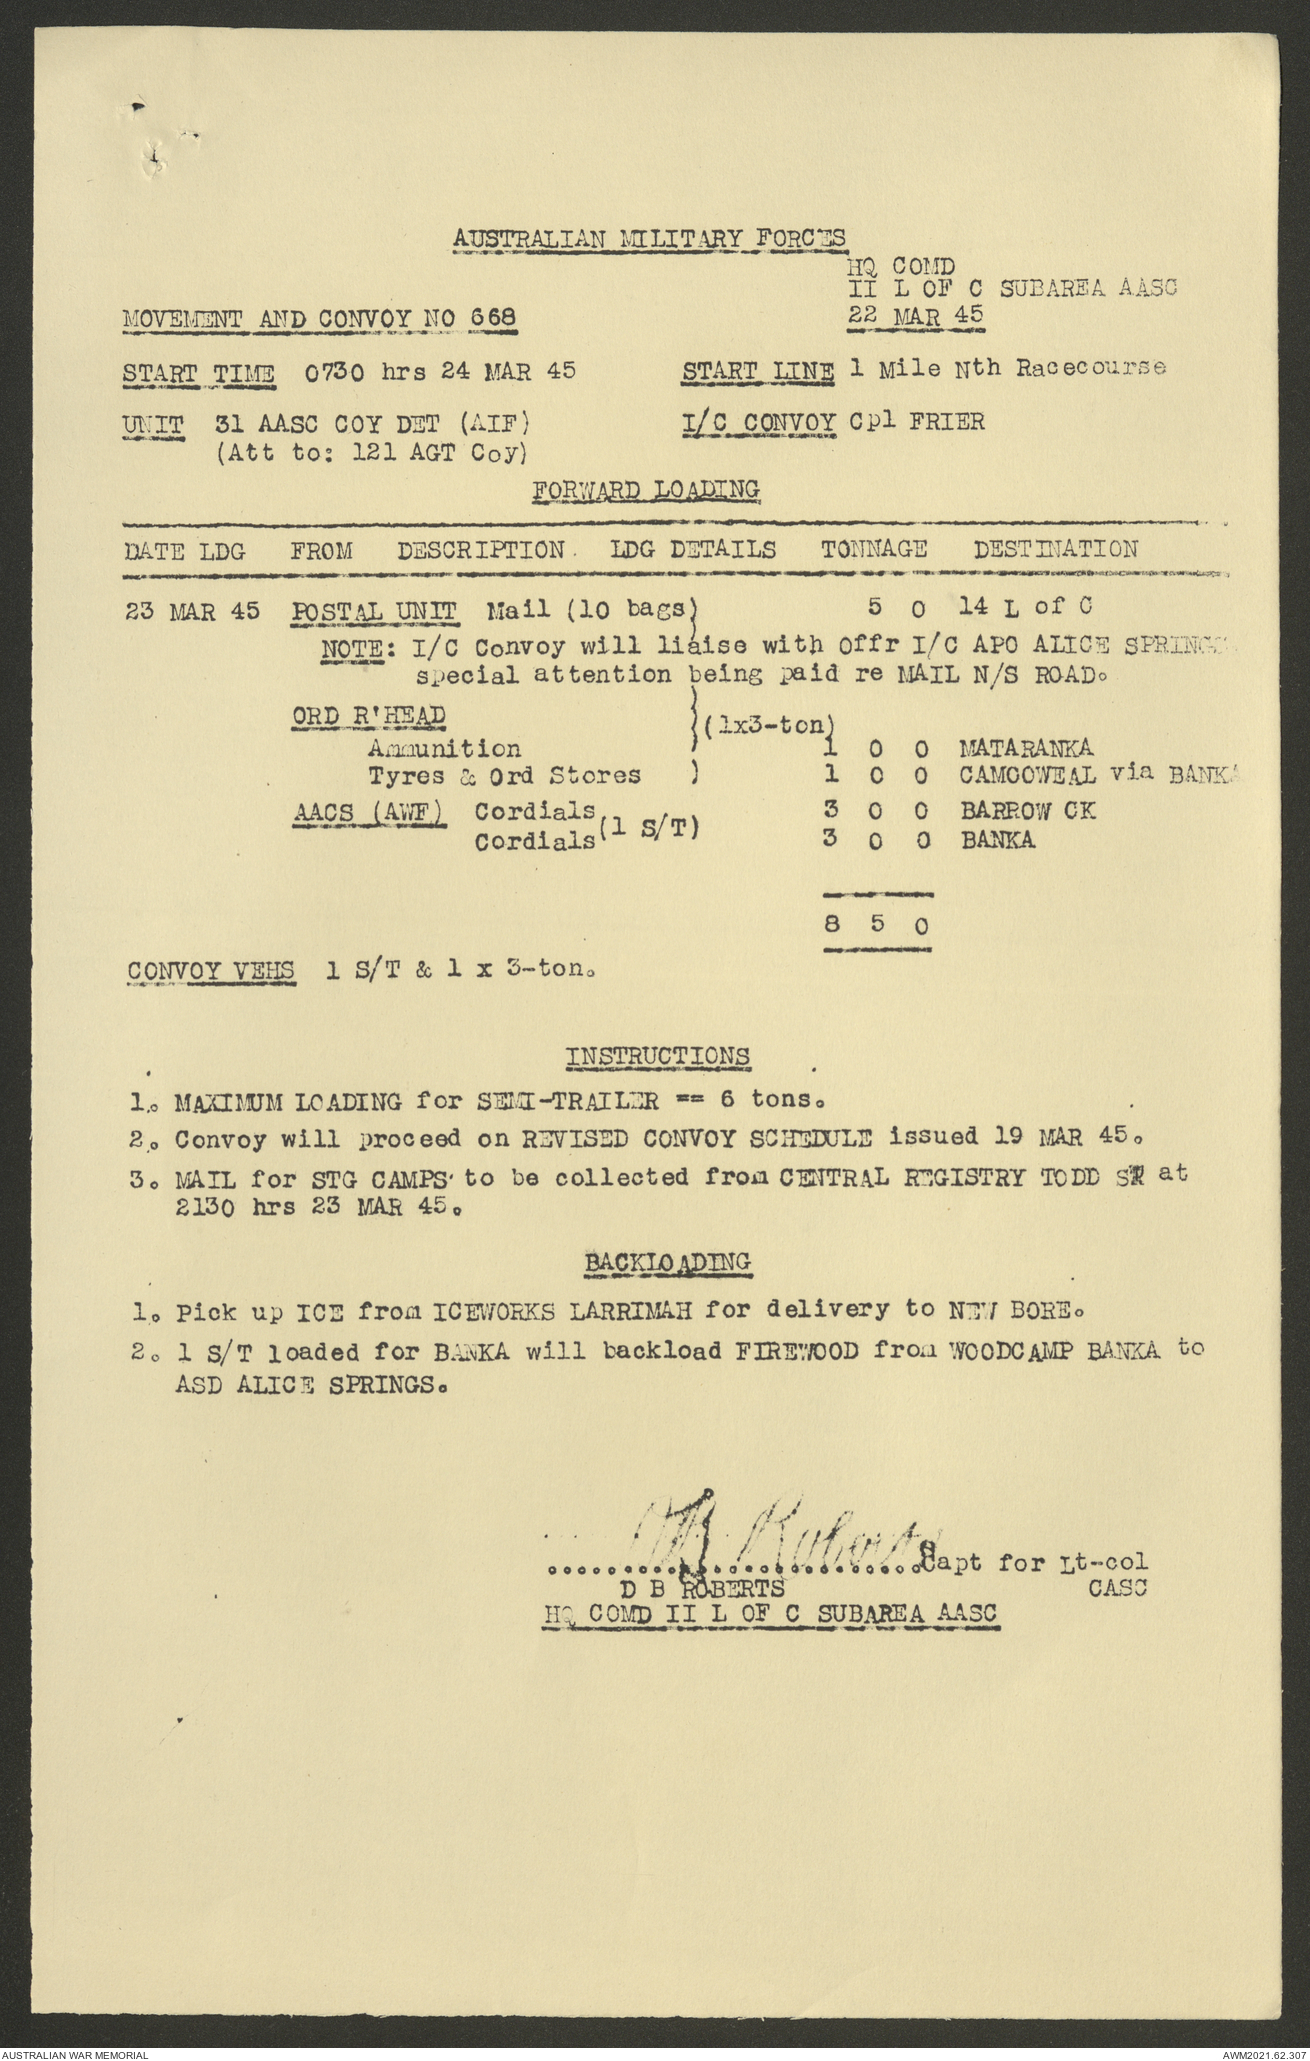 AUSTRALIAN MILITARY FORCES
HQ COMD
II L OF C SUBAREA AASC
22 MAR 45
MOVEMENT AND CONVOY NO 668
START TIME 0730 hrs 24 MAR 45 START LINE 1 Mile Nth Racecourse
UNIT 31 AASC COY DET (AIF) I/C CONVOY Cpl FRIER
(Att to: 121 AGT Coy)
FORWARD LOADING
DATE LDG FROM DESCRIPTION. LDG DETAILS TONNAGE DESTINATION
23 MAR 45 POSTAL UNIT Mail (10 bags) 5 0 14 L of C
NOTE: I/C Convoy will liaise with Offr I/C APO ALICE SPRINGS
special attention being paid re MAIL N/S ROAD.
ORD R'HEAD (1x3-ton)
Ammunition ) 1 0 0 MATARANKA
Tyres & Ord Stores ) 1 0 0 CAMOOWEAL via BANKA
AACS (AWF) Cordials 3 0 0 BARROW CK
(1 S/T)
Cordials 3 0 0 BANKA
8 5 0
CONVOY VEHS 1 S/T & 1 x 3-ton.
INSTRUCTIONS
1. MAXIMUM LOADING for SEMI-TRAILER == 6 tons.
2. Convoy will proceed on REVISED CONVOY SCHEDULE issued 19 MAR 45.
3. MAIL for STG CAMPS to be collected from CENTRAL REGISTRY TODD ST at
2130 hrs 23 MAR 45.
BACKLOADING
1. Pick up ICE from ICEWORKS LARRIMAH for delivery to NEW BORE.
2. 1 S/T loaded for BANKA will backload FIREWOOD from WOODCAMP BANKA to
ASD ALICE SPRINGS.
DB Roberts
..............................Capt for Lt-col
D B ROBERTS CASC
HQ COMD II L OF C SUBAREA AASC
AUSTRALIAN WAR MEMORIAL AWM2021.62.307